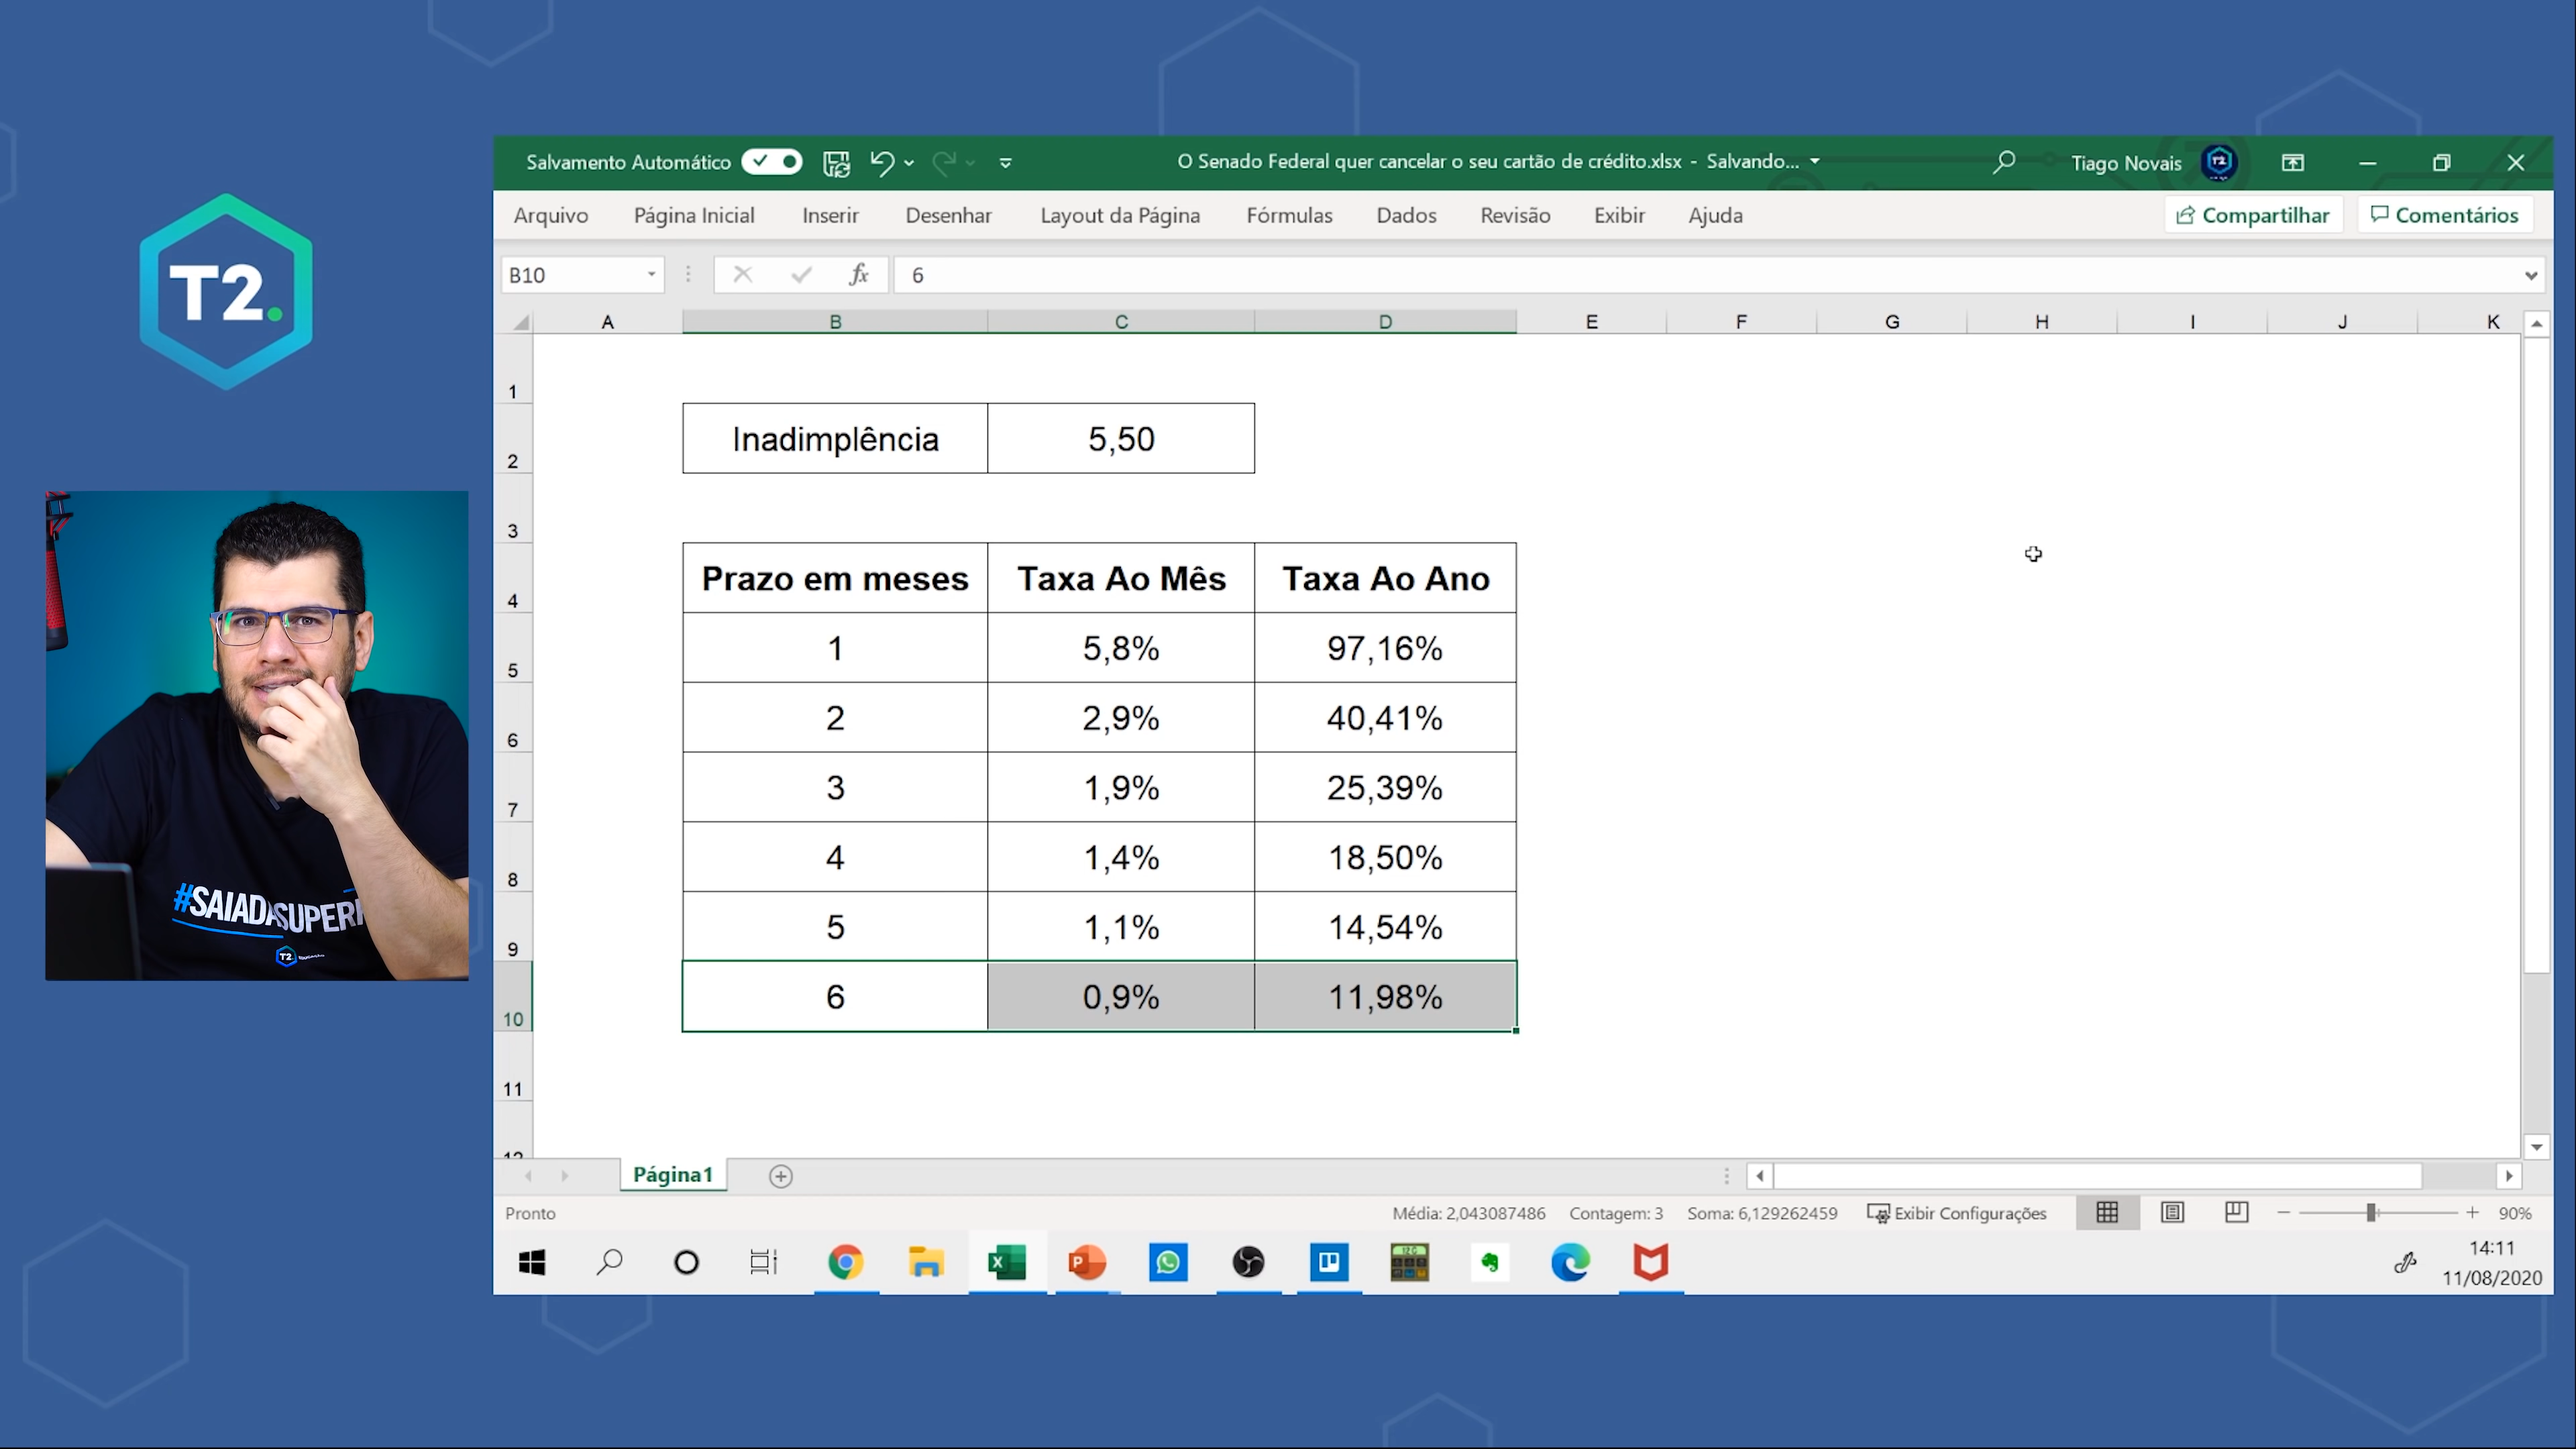 T2.
#SAIADASUPERF
T2.
Salvamento Automático
O Senado Federal quer cancelar o seu cartão de crédito.xlsx - Salvando...
Tiago Novais
T2
Arquivo Página Inicial Inserir Desenhar Layout da Página Fórmulas Dados Revisão Exibir Ajuda Compartilhar Comentários
B10 fx 6
A B C D E F G H I J K
1
2 Inadimplência 5,50
3
4 Prazo em meses Taxa Ao Mês Taxa Ao Ano
5 1 5,8% 97,16%
6 2 2,9% 40,41%
7 3 1,9% 25,39%
8 4 1,4% 18,50%
9 5 1,1% 14,54%
10 6 0,9% 11,98%
11
12
Página1
Pronto Média: 2,043087486 Contagem: 3 Soma: 6,129262459 Exibir Configurações 90%
14:11
11/08/2020